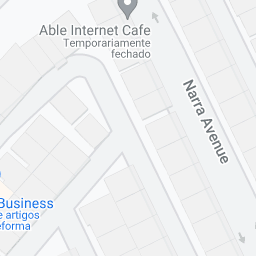 Able Internet Cafe
Temporariamente
fechado
Narra Avenue
Business
e artigos
eforma